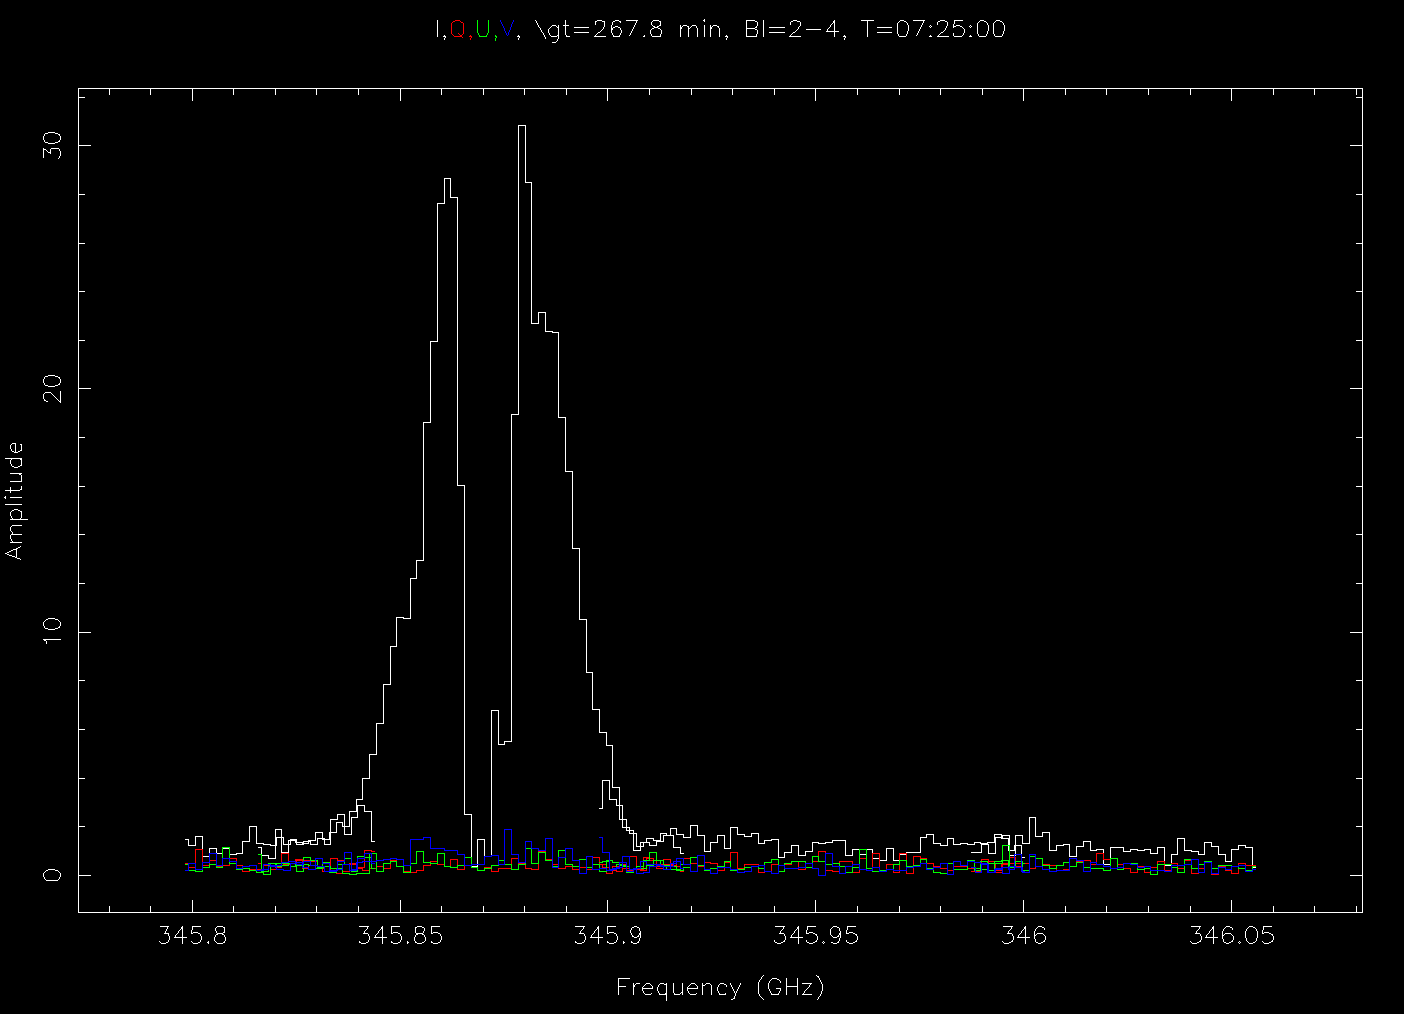 I,Q,U,V, \gt=267.8 min, BI=2-4, T=07:25:00
30
20
10
0
Amplitude
345.8 345.85 345.9 345.95 346 346.05
Frequency (GHz)